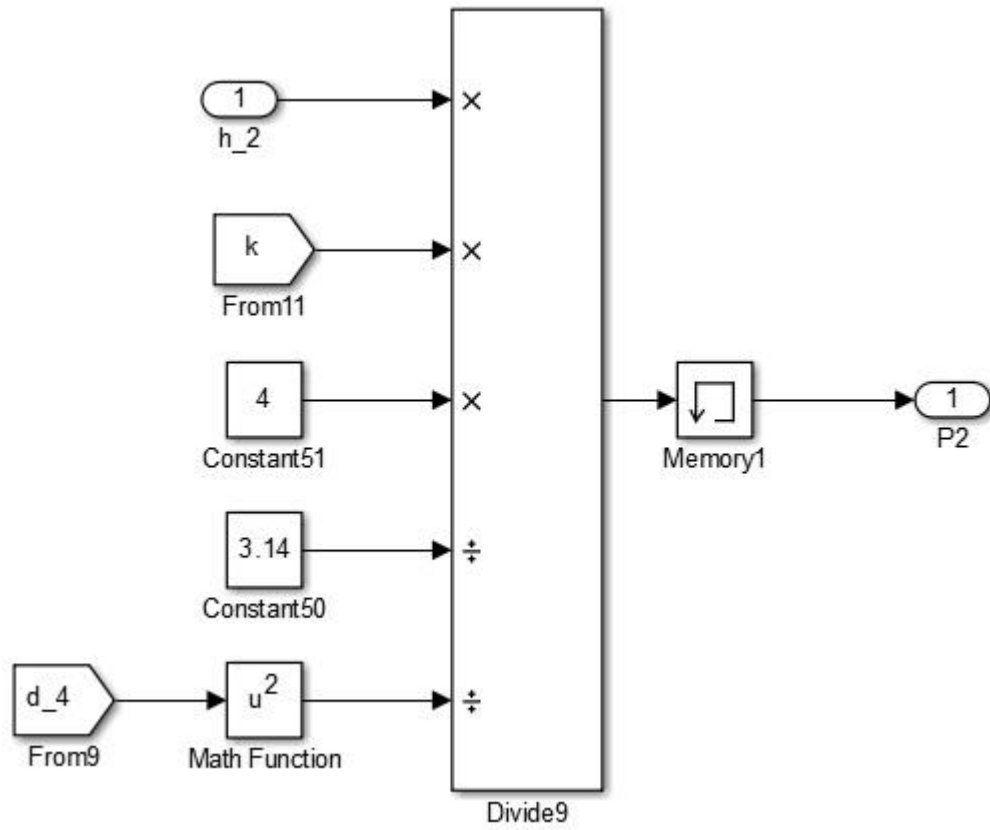 1
h_2
×
k
From11
×
4
Constant51
×
Memory1
1
P2
3.14
Constant50
÷
d_4
From9
u²
Math Function
÷
Divide9